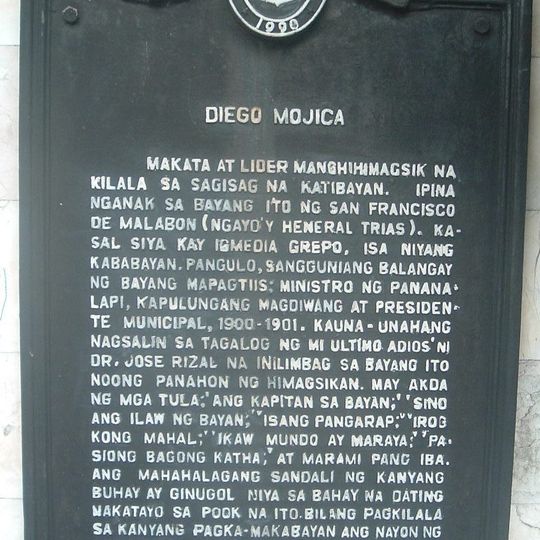 1990
DIEGO MOJICA
MAKATA AT LIDER MANGHIHIMAGSIK NA
KILALA SA SAGISAG NA KATIBAYAN. IPINA
NGANAK SA BAYANG ITO NG SAN FRANCISCO
DE MALABON (NGAYO'Y HENERAL TRIAS). KA-
SAL SIYA KAY IGMEDIA GREPO, ISA NIYANG
KABABAYAN. PANGULO, SANGGUNIANG BALANGAY
NG BAYANG MAPAGTIIS; MINISTRO NG PANANA-
LAPI, KAPULUNGANG MAGDIWANG AT PRESIDEN-
TE MUNICIPAL, 1900-1901. KAUNA-UNAHANG
NAGSALIN SA TAGALOG NG MI ULTIMO ADIOS'NI
DR. JOSE RIZAL NA INILIMBAG SA BAYANG ITO
NOONG PANAHON NG HIMAGSIKAN. MAY AKDA
NG MGA TULA;"ANG KAPITAN SA BAYAN;""SINO
ANG ILAW NG BAYAN;""ISANG PANGARAP;""IROG
KONG MAHAL;""IKAW MUNDO AY MARAYA;""PA-
SIONG BAGONG KATHA;"AT MARAMI PANG IBA.
ANG MAHAHALAGANG SANDALI NG KANYANG
BUHAY AY GINUGOL NIYA SA BAHAY NA DATING
MAKATAYO SA POOK NA ITO. BILANG PAGKILALA
SA KANYANG PAGKA-MAKABAYAN ANG NAYON NG